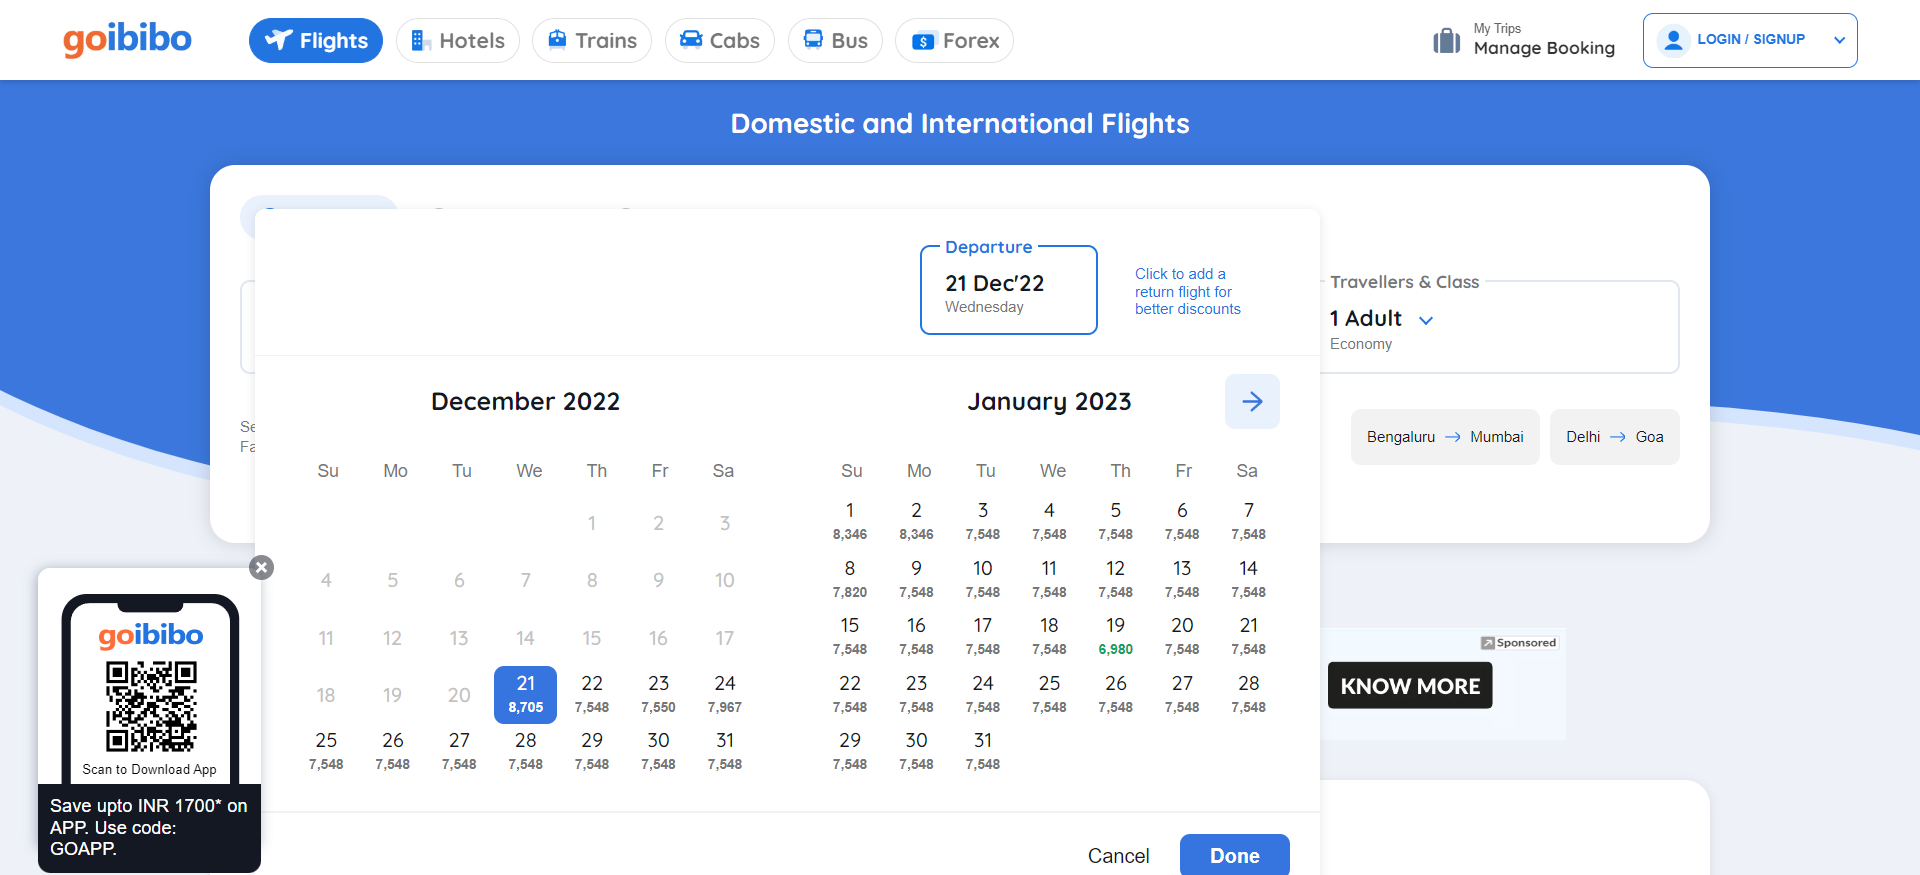 goibibo
Flights
Hotels
Trains
Cabs
Bus
$ Forex
My Trips
Manage Booking
LOGIN / SIGNUP
Domestic and International Flights
Departure
21 Dec'22
Wednesday
Click to add a
return flight for
better discounts
Travellers & Class
1 Adult
Economy
Se
Fa
Bengaluru → Mumbai
Delhi → Goa
December 2022
Su Mo Tu We Th Fr Sa
1 2 3
4 5 6 7 8 9 10
11 12 13 14 15 16 17
18 19 20 21 22 23 24
8,705 7,548 7,550 7,967
25 26 27 28 29 30 31
7,548 7,548 7,548 7,548 7,548 7,548 7,548
January 2023
Su Mo Tu We Th Fr Sa
1 2 3 4 5 6 7
8,346 8,346 7,548 7,548 7,548 7,548 7,548
8 9 10 11 12 13 14
7,820 7,548 7,548 7,548 7,548 7,548 7,548
15 16 17 18 19 20 21
7,548 7,548 7,548 7,548 6,980 7,548 7,548
22 23 24 25 26 27 28
7,548 7,548 7,548 7,548 7,548 7,548 7,548
29 30 31
7,548 7,548 7,548
Cancel
Done
goibibo
Scan to Download App
Save upto INR 1700* on
APP. Use code:
GOAPP.
Sponsored
KNOW MORE